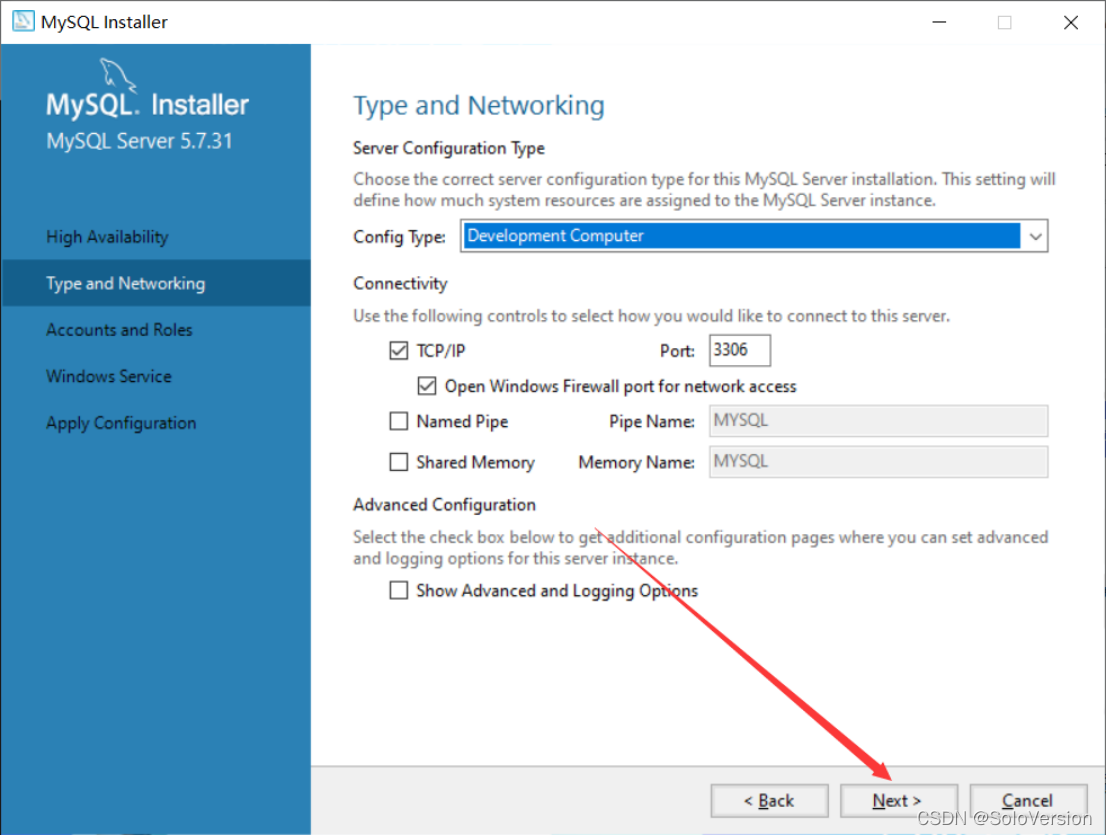 MySQL Installer
MySQL. Installer
MySQL Server 5.7.31
High Availability
Type and Networking
Accounts and Roles
Windows Service
Apply Configuration
Type and Networking
Server Configuration Type
Choose the correct server configuration type for this MySQL Server installation. This setting will
define how much system resources are assigned to the MySQL Server instance.
Config Type: Development Computer
Connectivity
Use the following controls to select how you would like to connect to this server.
TCP/IP Port: 3306
Open Windows Firewall port for network access
Named Pipe Pipe Name: MYSQL
Shared Memory Memory Name: MYSQL
Advanced Configuration
Select the check box below to get additional configuration pages where you can set advanced
and logging options for this server instance.
Show Advanced and Logging Options
< Back Next > Cancel
CSDN @SoloVersion